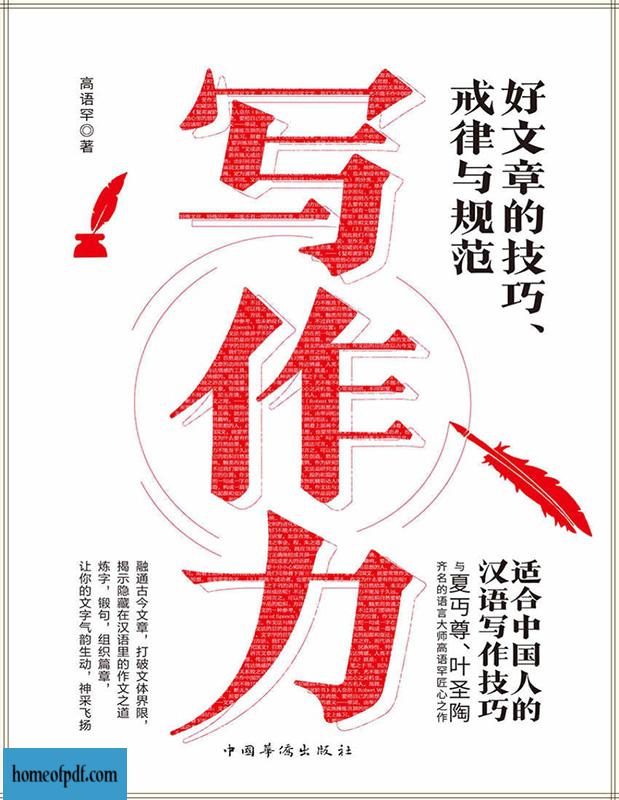 好文章的技巧、
戒律与规范
高语罕◎著
写作力
适合中国人的
汉语写作技巧
与夏丏尊、叶圣陶
齐名的语言大师高语罕匠心之作
融通古今文章，打破文体界限，
揭示隐藏在汉语里的作文之道
炼字，锻句，组织篇章，
让你的文字气韵生动，神采飞扬
中国华侨出版社
homeofpdf.com